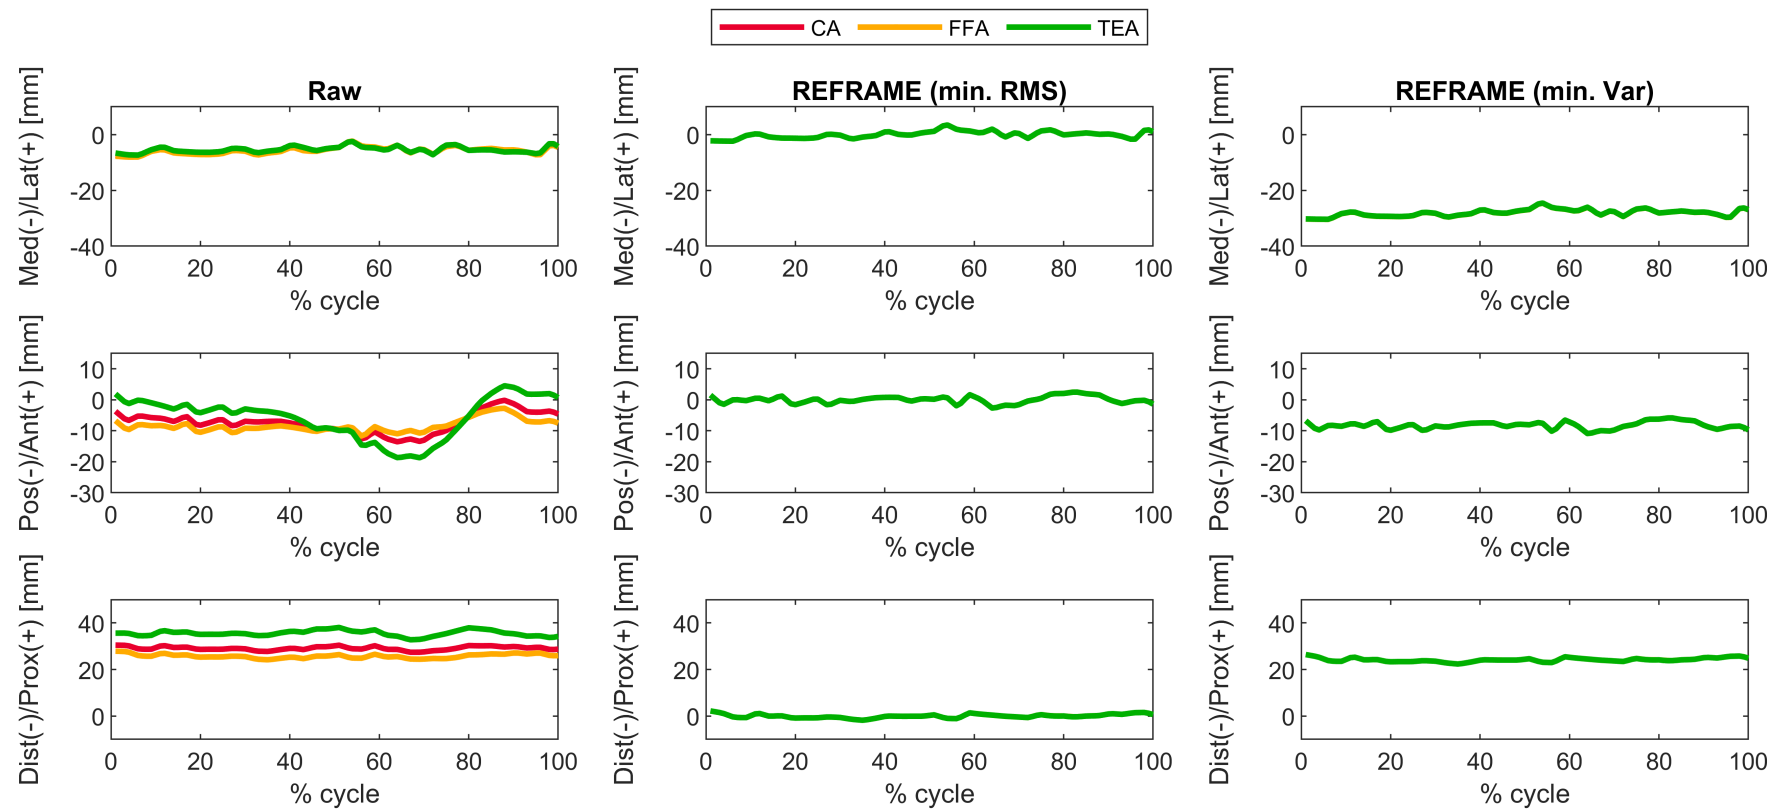 CA FFA TEA
Raw
REFRAME (min. RMS)
REFRAME (min. Var)
Med(-)/Lat(+) [mm]
0
-20
-40
0 20 40 60 80 100
% cycle
Med(-)/Lat(+) [mm]
0
-20
-40
0 20 40 60 80 100
% cycle
Med(-)/Lat(+) [mm]
0
-20
-40
0 20 40 60 80 100
% cycle
Pos(-)/Ant(+) [mm]
10
0
-10
-20
-30
0 20 40 60 80 100
% cycle
Pos(-)/Ant(+) [mm]
10
0
-10
-20
-30
0 20 40 60 80 100
% cycle
Pos(-)/Ant(+) [mm]
10
0
-10
-20
-30
0 20 40 60 80 100
% cycle
Dist(-)/Prox(+) [mm]
40
20
0
0 20 40 60 80 100
% cycle
Dist(-)/Prox(+) [mm]
40
20
0
0 20 40 60 80 100
% cycle
Dist(-)/Prox(+) [mm]
40
20
0
0 20 40 60 80 100
% cycle